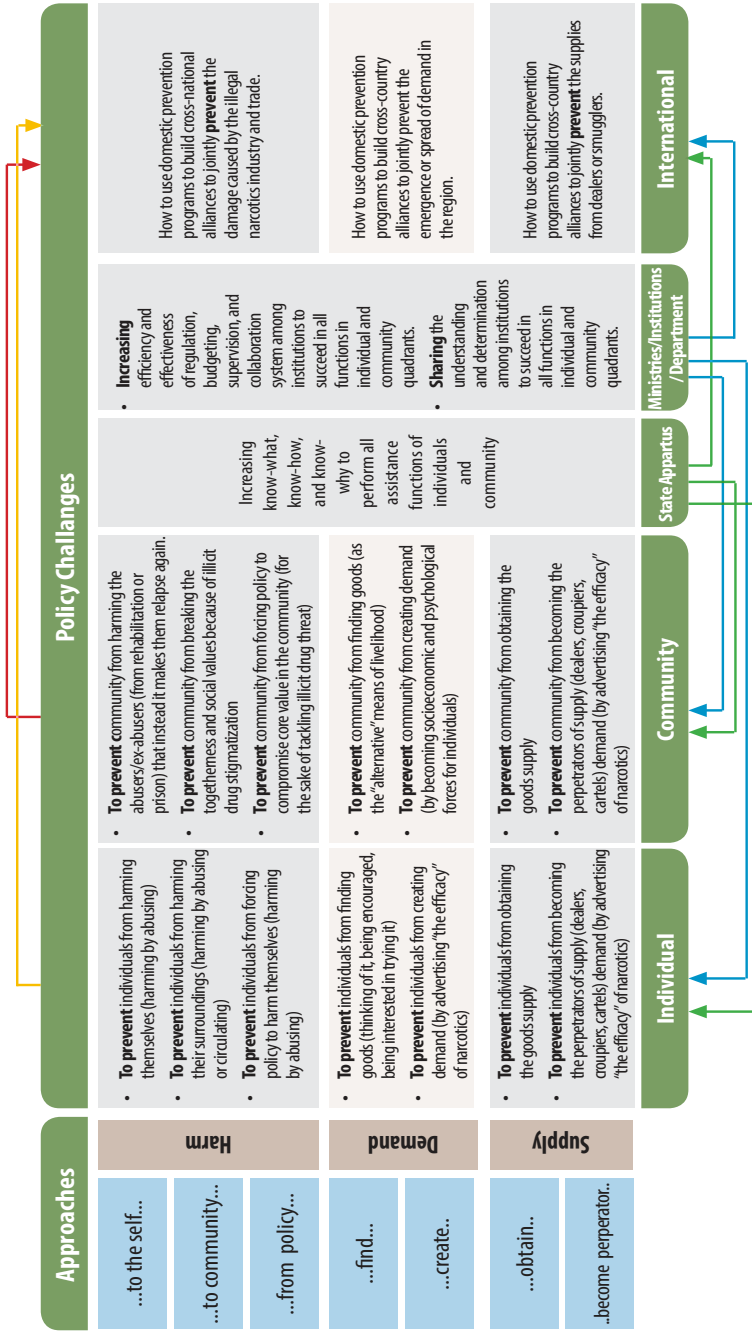 Approaches
Policy Challanges
...to the self...
...to community...
...from policy...
Harm
• To prevent individuals from harming
themselves (harming by abusing)
• To prevent individuals from harming
their surroundings (harming by abusing
or circulating)
• To prevent individuals from forcing
policy to harm themselves (harming
by abusing)
• To prevent community from harming the
abusers/ex-abusers (from rehabilitation or
prison) that instead it makes them relapse again.
• To prevent community from breaking the
togetherness and social values because of illicit
drug stigmatization
• To prevent community from forcing policy to
compromise core value in the community (for
the sake of tackling illicit drug threat)
Increasing
know-what,
know-how,
and know-
why to
perform all
assistance
functions of
individuals
and
community
• Increasing
efficiency and
effectiveness
of regulation,
budgeting,
supervision, and
collaboration
system among
institutions to
succeed in all
functions in
individual and
community
quadrants.
• Sharing the
understanding
and determination
among institutions
to succeed in
all functions in
individual and
community
quadrants.
How to use domestic prevention
programs to build cross-national
alliances to jointly prevent the
damage caused by the illegal
narcotics industry and trade.
...find...
...create..
Demand
• To prevent individuals from finding
goods (thinking of it, being encouraged,
being interested in trying it)
• To prevent individuals from creating
demand (by advertising "the efficacy"
of narcotics)
• To prevent community from finding goods (as
the "alternative" means of livelihood)
• To prevent community from creating demand
(by becoming socioeconomic and psychological
forces for individuals)
How to use domestic prevention
programs to build cross-country
alliances to jointly prevent the
emergence or spread of demand in
the region.
...obtain..
..become perperator..
Supply
• To prevent individuals from obtaining
the goods supply
• To prevent individuals from becoming
the perpetrators of supply (dealers,
croupiers, cartels) demand (by advertising
"the efficacy" of narcotics)
• To prevent community from obtaining the
goods supply
• To prevent community from becoming the
perpetrators of supply (dealers, croupiers,
cartels) demand (by advertising "the efficacy"
of narcotics)
How to use domestic prevention
programs to build cross-country
alliances to jointly prevent the supplies
from dealers or smugglers.
Individual
Community
State Appartus
Ministries/Institutions
/Department
International